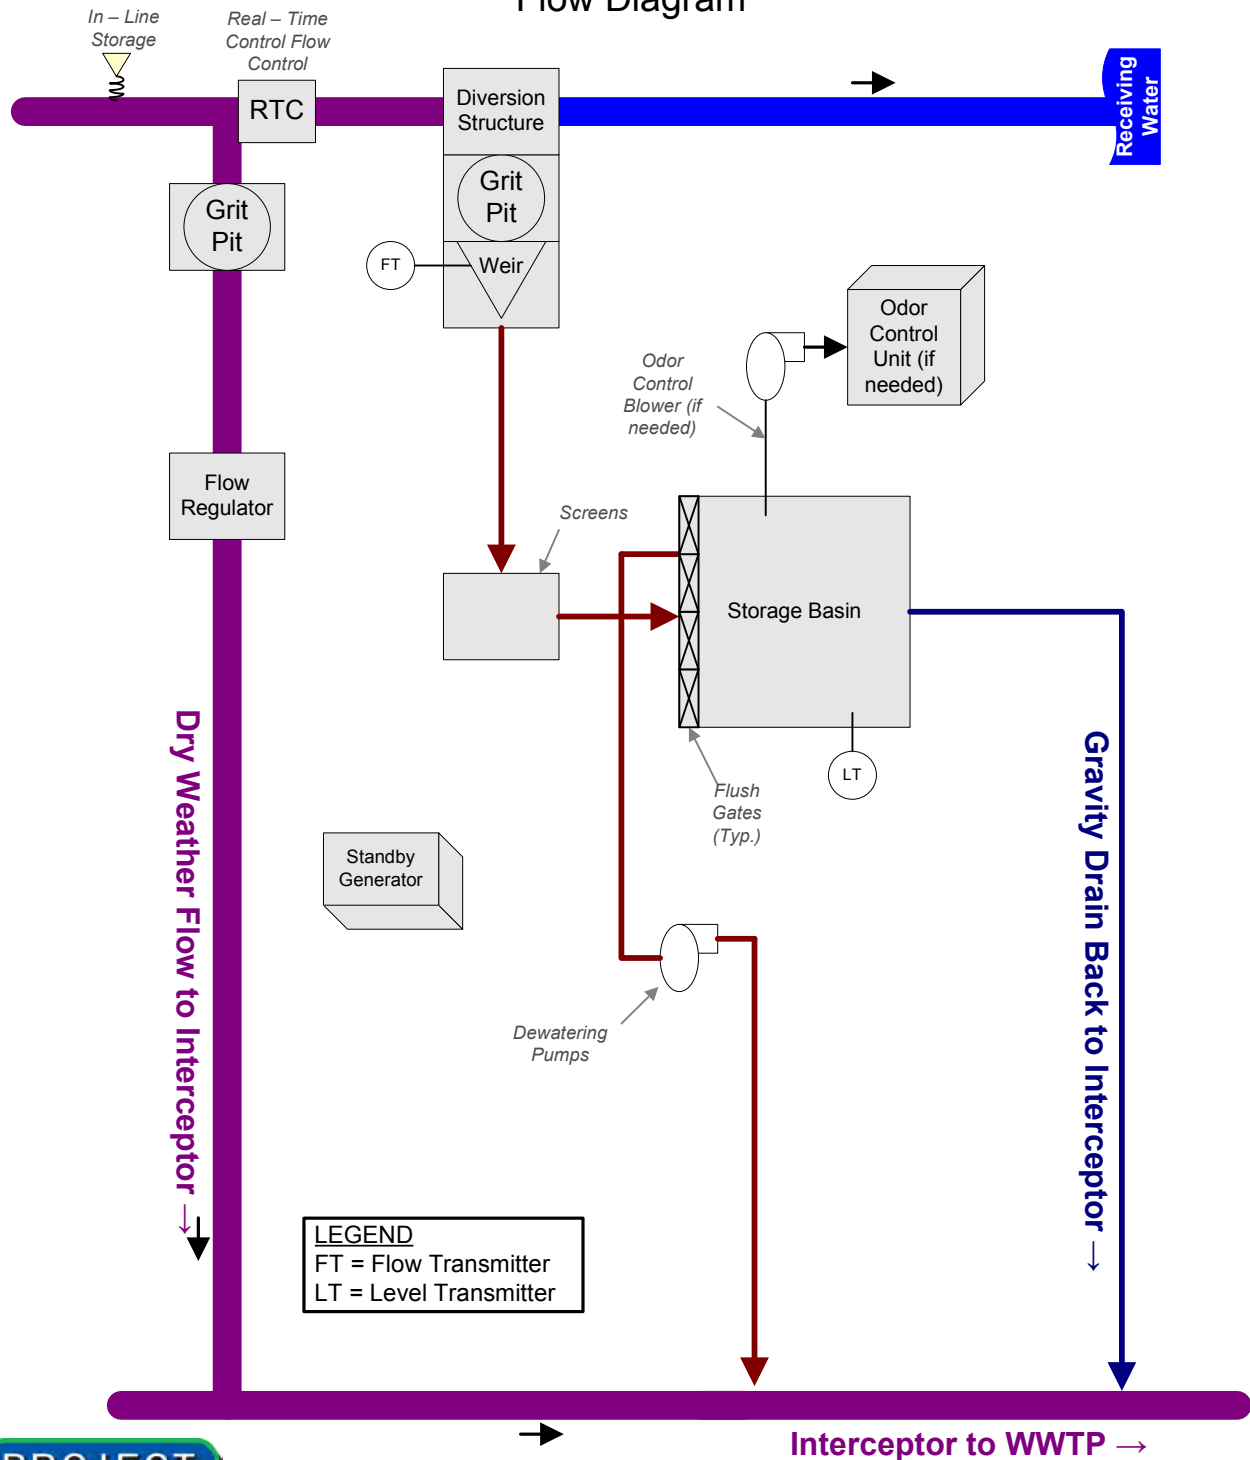 Flow Diagram
In – Line
Storage
Real – Time
Control Flow
Control
RTC
Diversion
Structure
Receiving
Water
Grit
Pit
Grit
Pit
FT
Weir
Odor
Control
Unit (if
needed)
Odor
Control
Blower (if
needed)
Flow
Regulator
Screens
Storage Basin
LT
Flush
Gates
(Typ.)
Dry Weather Flow to Interceptor →
Gravity Drain Back to Interceptor →
Standby
Generator
Dewatering
Pumps
LEGEND
FT = Flow Transmitter
LT = Level Transmitter
Interceptor to WWTP →
PROJECT